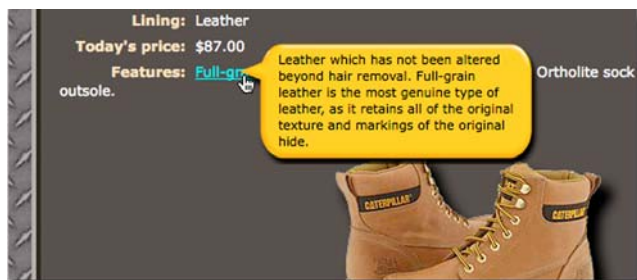 Lining: Leather
Today's price: $87.00
Features: Full-gr Ortholite sock
outsole.
Leather which has not been altered
beyond hair removal. Full-grain
leather is the most genuine type of
leather, as it retains all of the original
texture and markings of the original
hide.
CATERPILLAR
CATERPILLAR